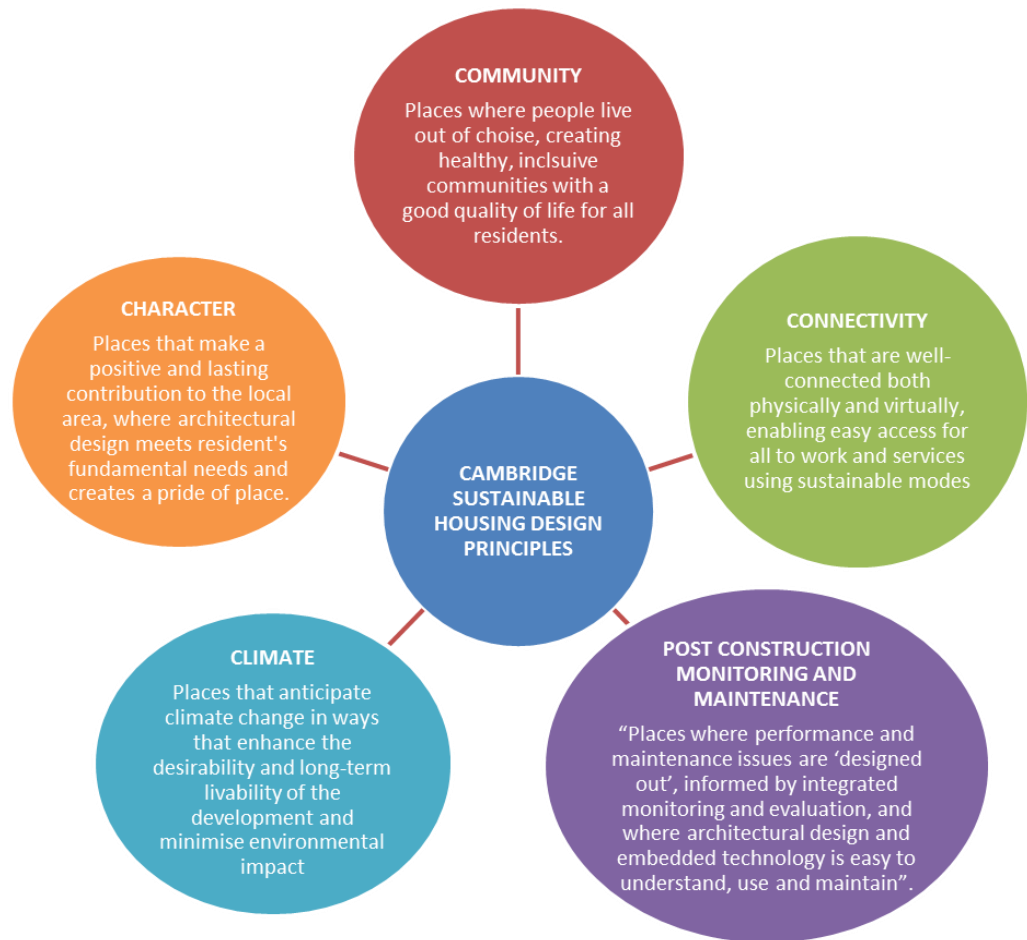 COMMUNITY
Places where people live
out of choise, creating
healthy, inclsuive
communities with a
good quality of life for all
residents.
CHARACTER
Places that make a
positive and lasting
contribution to the local
area, where architectural
design meets resident's
fundamental needs and
creates a pride of place.
CONNECTIVITY
Places that are well-
connected both
physically and virtually,
enabling easy access for
all to work and services
using sustainable modes
CAMBRIDGE
SUSTAINABLE
HOUSING DESIGN
PRINCIPLES
CLIMATE
Places that anticipate
climate change in ways
that enhance the
desirability and long-term
livability of the
development and
minimise environmental
impact
POST CONSTRUCTION
MONITORING AND
MAINTENANCE
“Places where performance and
maintenance issues are ‘designed
out’, informed by integrated
monitoring and evaluation, and
where architectural design and
embedded technology is easy to
understand, use and maintain”.